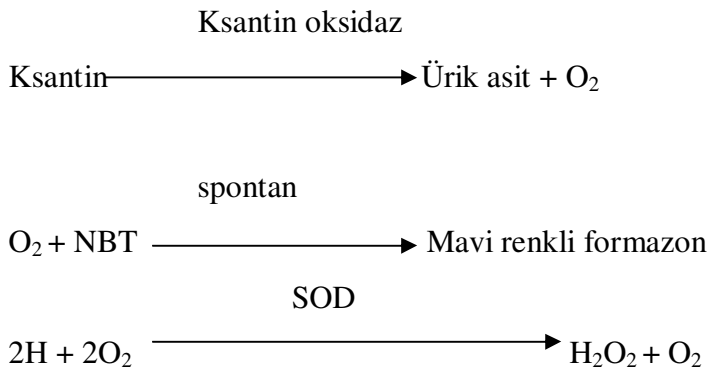 Ksantin oksidaz
Ksantin Ürik asit + O₂
spontan
O₂ + NBT Mavi renkli formazon
SOD
2H + 2O₂ H₂O₂ + O₂